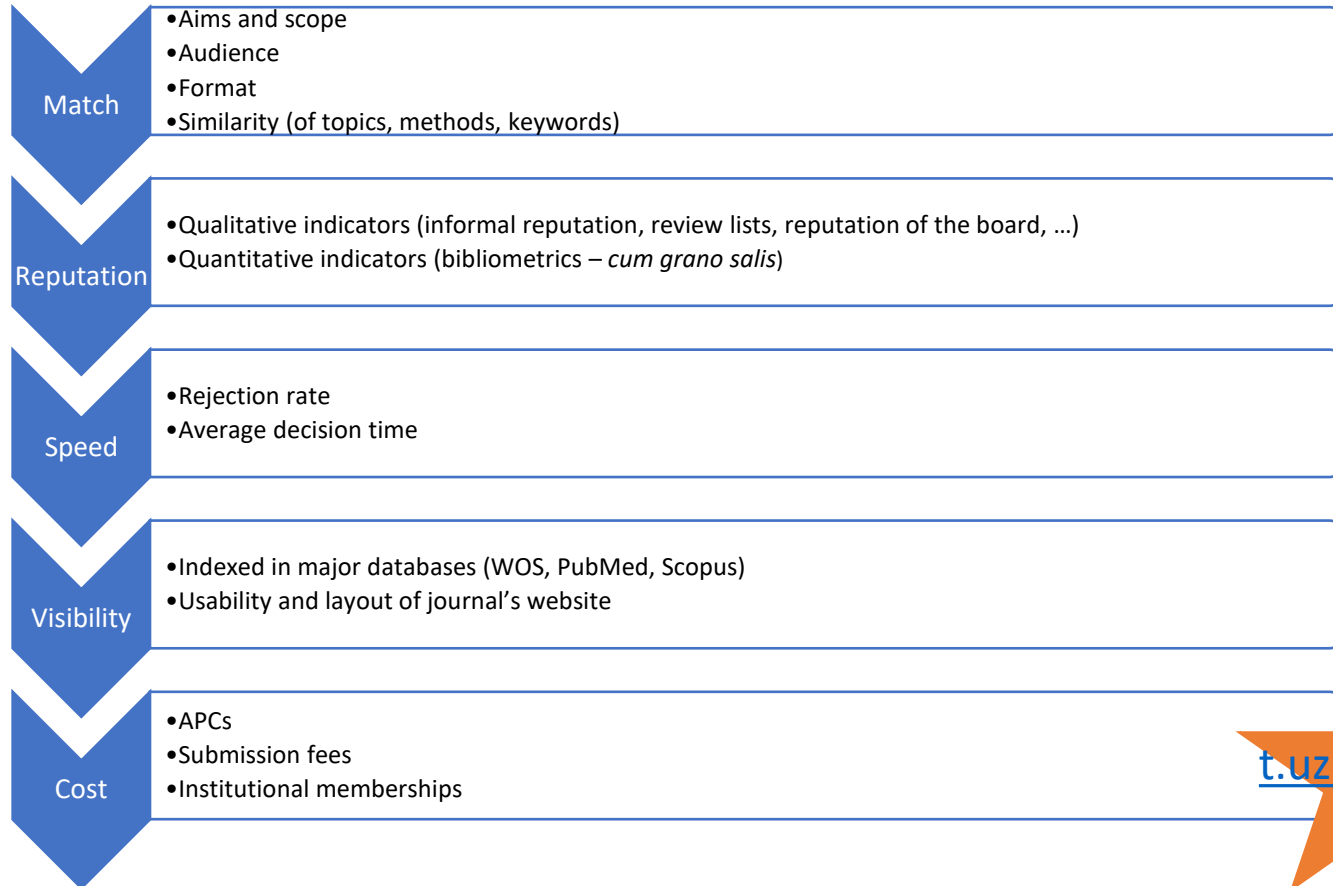 •Aims and scope
•Audience
•Format
•Similarity (of topics, methods, keywords)
Match
•Qualitative indicators (informal reputation, review lists, reputation of the board, …)
•Quantitative indicators (bibliometrics – cum grano salis)
Reputation
•Rejection rate
•Average decision time
Speed
•Indexed in major databases (WOS, PubMed, Scopus)
•Usability and layout of journal’s website
Visibility
•APCs
•Submission fees
•Institutional memberships
Cost
t.uz